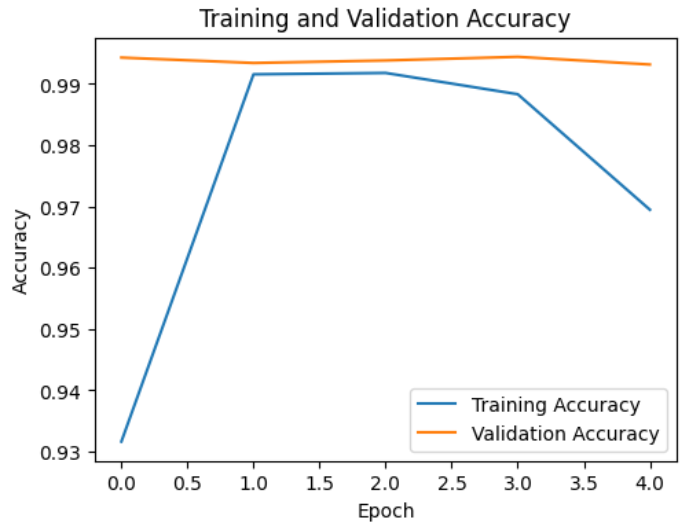 Training and Validation Accuracy
Accuracy
0.99
0.98
0.97
0.96
0.95
0.94
0.93
Training Accuracy
Validation Accuracy
0.0 0.5 1.0 1.5 2.0 2.5 3.0 3.5 4.0
Epoch